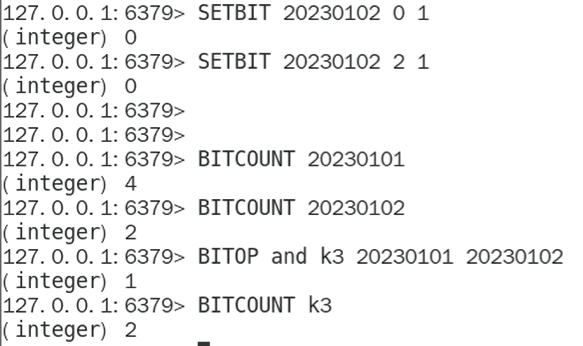 127.0.0.1:6379> SETBIT 20230102 0 1
(integer) 0
127.0.0.1:6379> SETBIT 20230102 2 1
(integer) 0
127.0.0.1:6379>
127.0.0.1:6379>
127.0.0.1:6379> BITCOUNT 20230101
(integer) 4
127.0.0.1:6379> BITCOUNT 20230102
(integer) 2
127.0.0.1:6379> BITOP and k3 20230101 20230102
(integer) 1
127.0.0.1:6379> BITCOUNT k3
(integer) 2